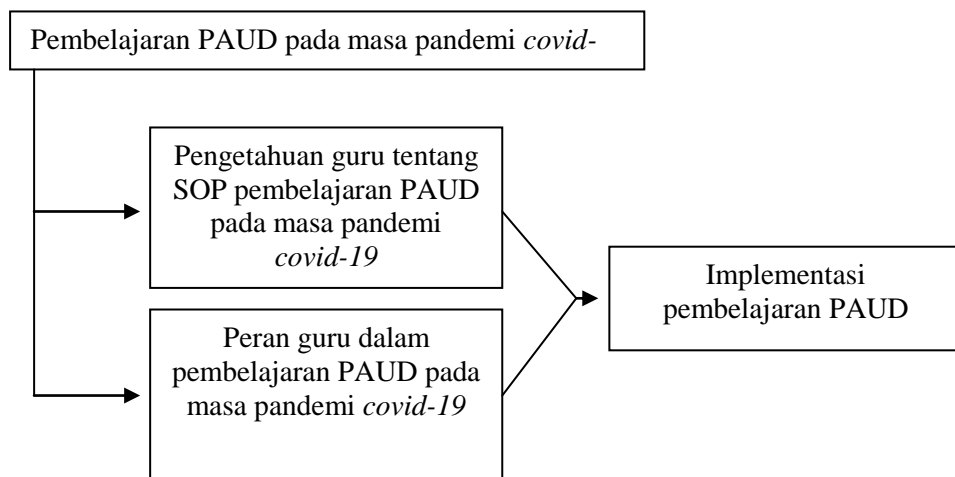 Pembelajaran PAUD pada masa pandemi covid-
Pengetahuan guru tentang
SOP pembelajaran PAUD
pada masa pandemi
covid-19
Implementasi
pembelajaran PAUD
Peran guru dalam
pembelajaran PAUD pada
masa pandemi covid-19